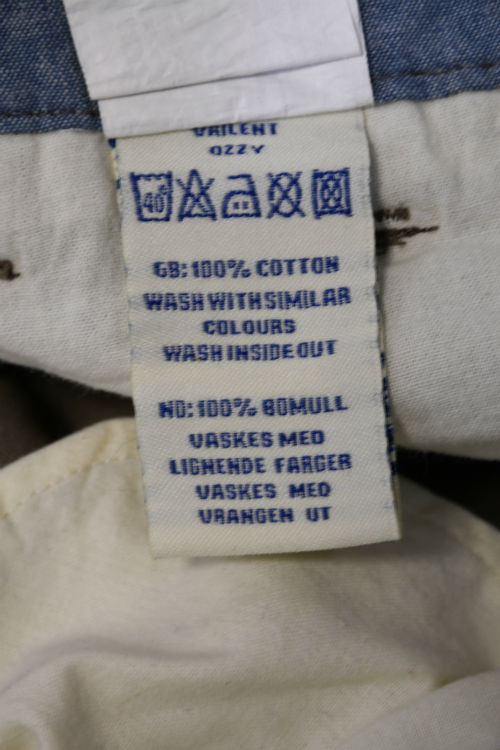 VAILENT
OZZY
40°
GB: 100% COTTON
WASH WITH SIMILAR
COLOURS
WASH INSIDE OUT
NO: 100% BOMULL
VASKES MED
LIGNENDE FARGER
VASKES MED
VRANGEN UT